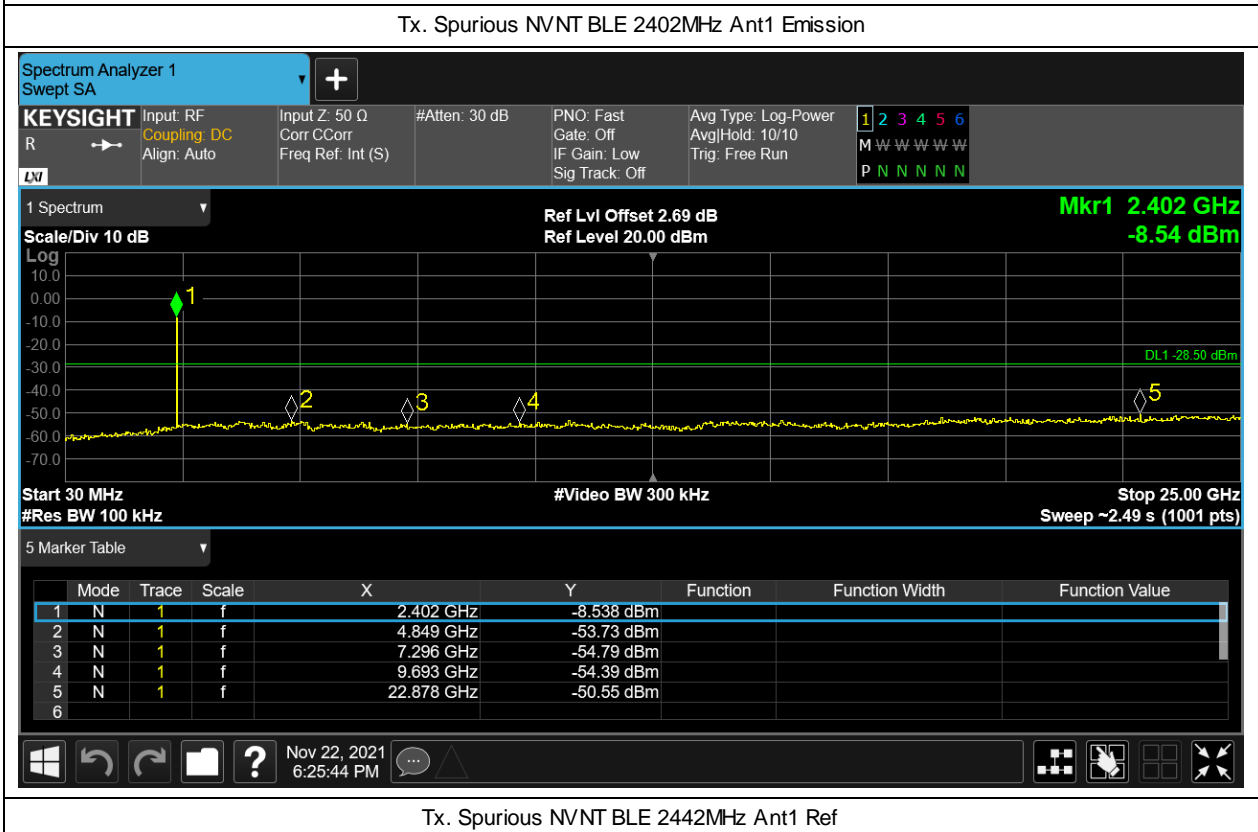 Tx. Spurious NVNT BLE 2402MHz Ant1 Emission
Spectrum Analyzer 1
Swept SA
KEYSIGHT
R
LXI
Input: RF
Coupling: DC
Align: Auto
Input Z: 50 Ω
Corr CCorr
Freq Ref: Int (S)
#Atten: 30 dB
PNO: Fast
Gate: Off
IF Gain: Low
Sig Track: Off
Avg Type: Log-Power
Avg|Hold: 10/10
Trig: Free Run
1 2 3 4 5 6
M W W W W W
P N N N N N
1 Spectrum
Scale/Div 10 dB
Ref Lvl Offset 2.69 dB
Ref Level 20.00 dBm
Mkr1 2.402 GHz
-8.54 dBm
Log
10.0
0.00
-10.0
-20.0
-30.0
-40.0
-50.0
-60.0
-70.0
1
2
3
4
5
DL1 -28.50 dBm
Start 30 MHz
#Video BW 300 kHz
Stop 25.00 GHz
#Res BW 100 kHz
Sweep ~2.49 s (1001 pts)
5 Marker Table
Mode Trace Scale X Y Function Function Width Function Value
1 N 1 f 2.402 GHz -8.538 dBm
2 N 1 f 4.849 GHz -53.73 dBm
3 N 1 f 7.296 GHz -54.79 dBm
4 N 1 f 9.693 GHz -54.39 dBm
5 N 1 f 22.878 GHz -50.55 dBm
6
?
Nov 22, 2021
6:25:44 PM
Tx. Spurious NVNT BLE 2442MHz Ant1 Ref